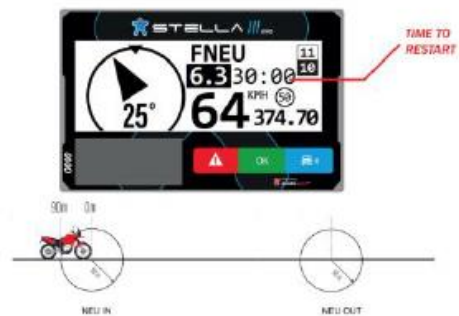 STELLA ///
TIME TO
RESTART
FNEU
11
10
6.3
30:00
25°
64
KMH
50
374.70
OK
90m
0m
NEU IN
NEU OUT